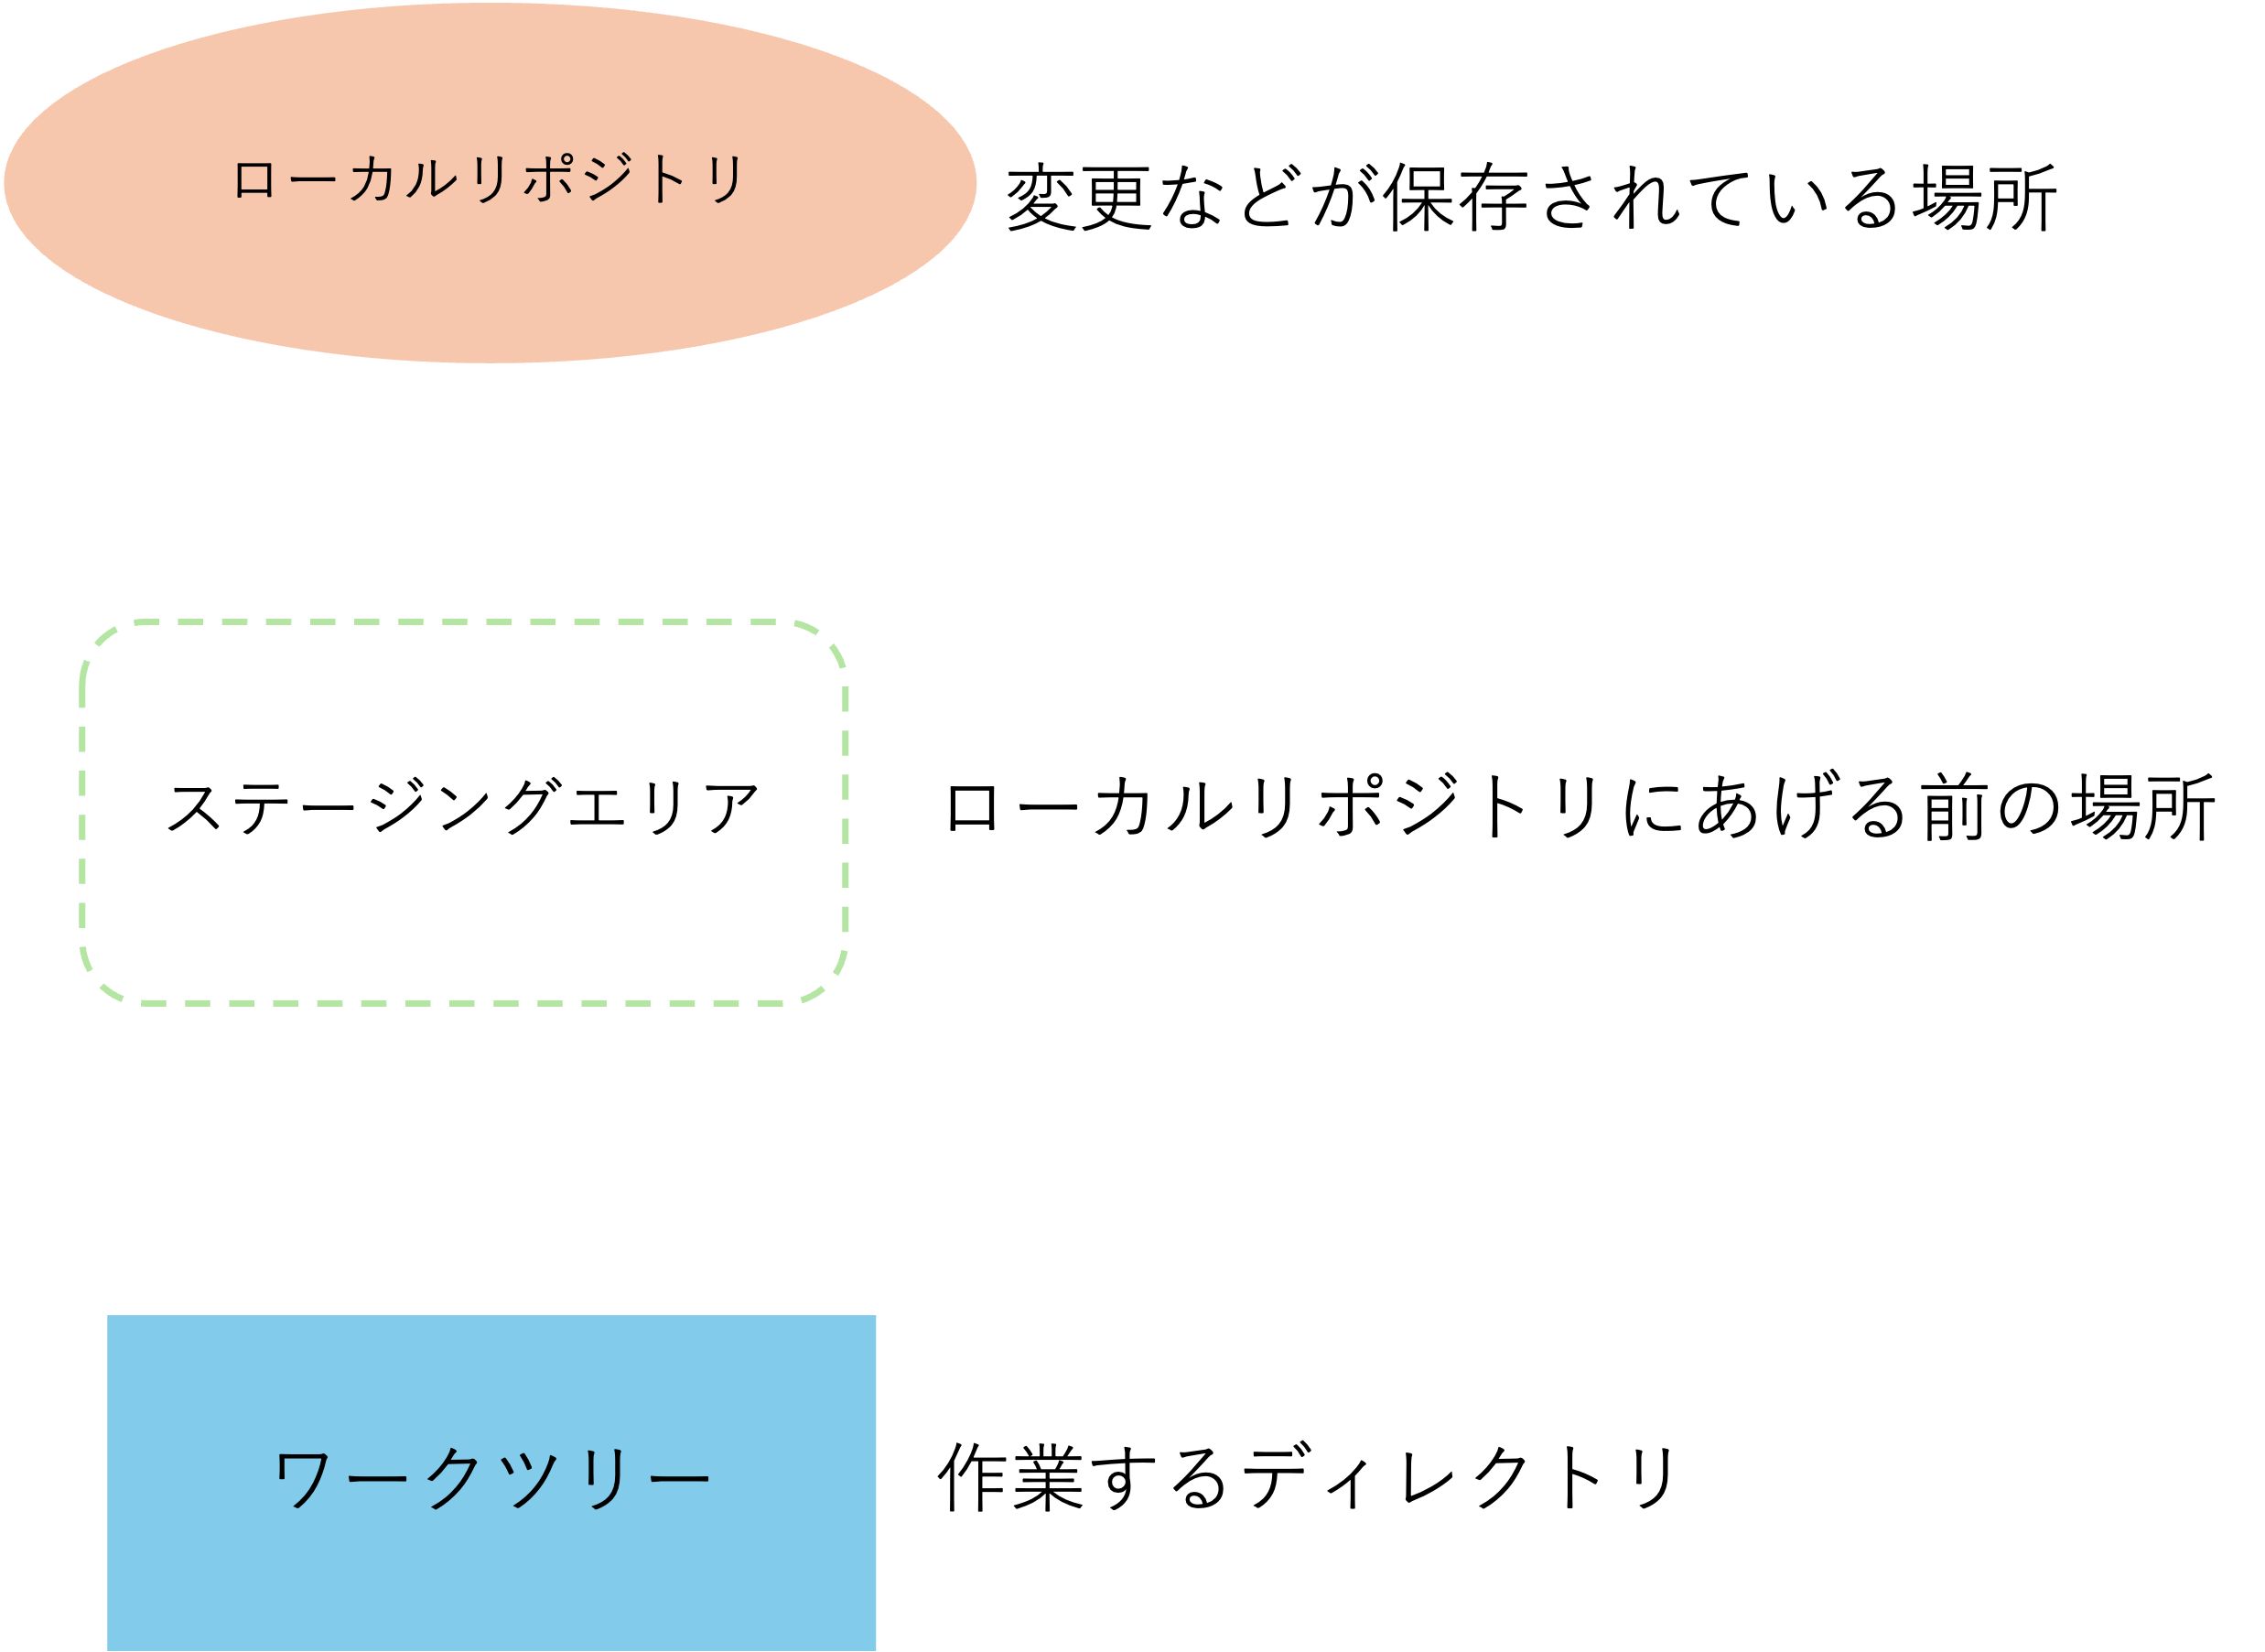 ローカルリポジトリ
変更などが保存されている場所
ステージングエリア
ローカルリポジトリにあげる前の場所
ワークツリー
作業するディレクトリ